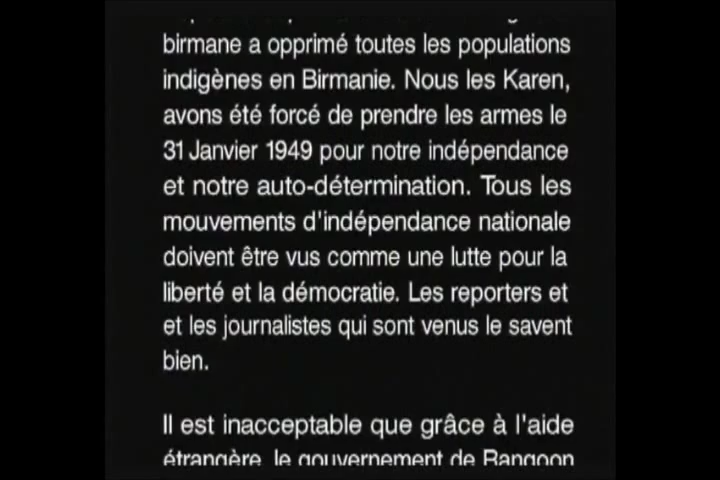 birmane a opprimé toutes les populations
indigènes en Birmanie. Nous les Karen,
avons été forcé de prendre les armes le
31 Janvier 1949 pour notre indépendance
et notre auto-détermination. Tous les
mouvements d'indépendance nationale
doivent être vus comme une lutte pour la
liberté et la démocratie. Les reporters et
et les journalistes qui sont venus le savent
bien.
Il est inacceptable que grâce à l'aide
étrangère, le gouvernement de Rangoon